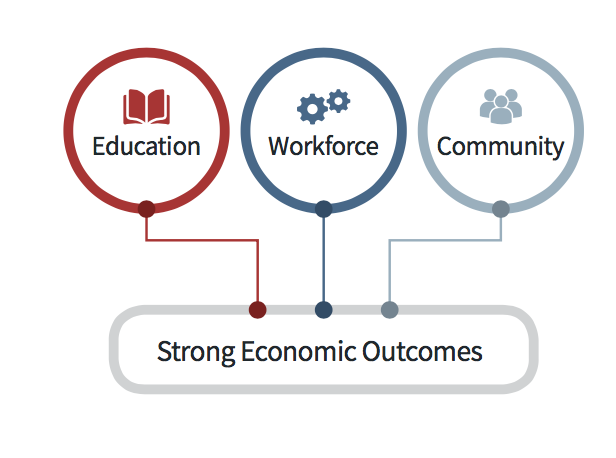 Education
Workforce
Community
Strong Economic Outcomes